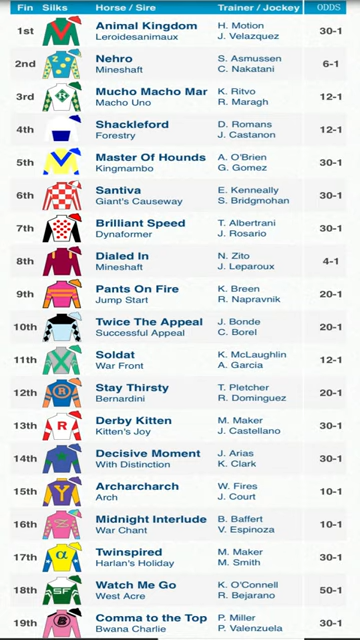 Fin Silks Horse / Sire Trainer / Jockey ODDS
1st Animal Kingdom H. Motion 30-1
Leroidesanimaux J. Velazquez
2nd Nehro S. Asmussen 6-1
Mineshaft C. Nakatani
3rd Mucho Macho Mar K. Ritvo 12-1
Macho Uno R. Maragh
4th Shackleford D. Romans 12-1
Forestry J. Castanon
5th Master Of Hounds A. O'Brien 30-1
Kingmambo G. Gomez
6th Santiva E. Kenneally 30-1
Giant's Causeway S. Bridgmohan
7th Brilliant Speed T. Albertrani 30-1
Dynaformer J. Rosario
8th Dialed In N. Zito 4-1
Mineshaft J. Leparoux
9th Pants On Fire K. Breen 20-1
Jump Start R. Napravnik
10th Twice The Appeal J. Bonde 20-1
Successful Appeal C. Borel
11th Soldat K. McLaughlin 12-1
War Front A. Garcia
12th Stay Thirsty T. Pletcher 20-1
Bernardini R. Dominguez
13th R Derby Kitten M. Maker 30-1
Kitten's Joy J. Castellano
14th Decisive Moment J. Arias 30-1
With Distinction K. Clark
15th Archarcharch W. Fires 10-1
Arch J. Court
16th Midnight Interlude B. Baffert 10-1
War Chant V. Espinoza
17th Twinspired M. Maker 30-1
Harlan's Holiday M. Smith
18th SF Watch Me Go K. O'Connell 50-1
West Acre R. Bejarano
19th B Comma to the Top P. Miller 30-1
Bwana Charlie P. Valenzuela